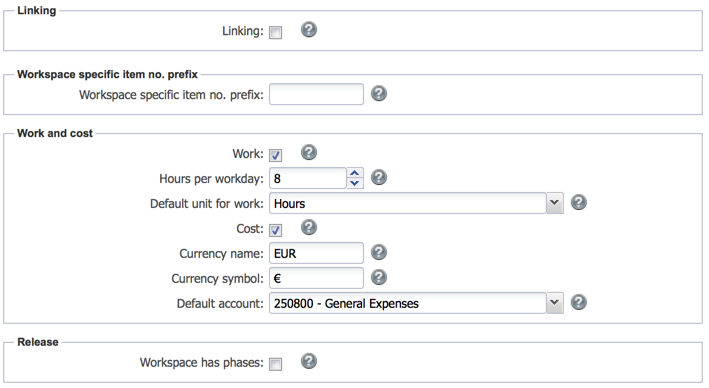 Linking
Linking: ?
Workspace specific item no. prefix
Workspace specific item no. prefix: ?
Work and cost
Work: ?
Hours per workday: 8 ?
Default unit for work: Hours ?
Cost: ?
Currency name: EUR ?
Currency symbol: € ?
Default account: 250800 - General Expenses ?
Release
Workspace has phases: ?